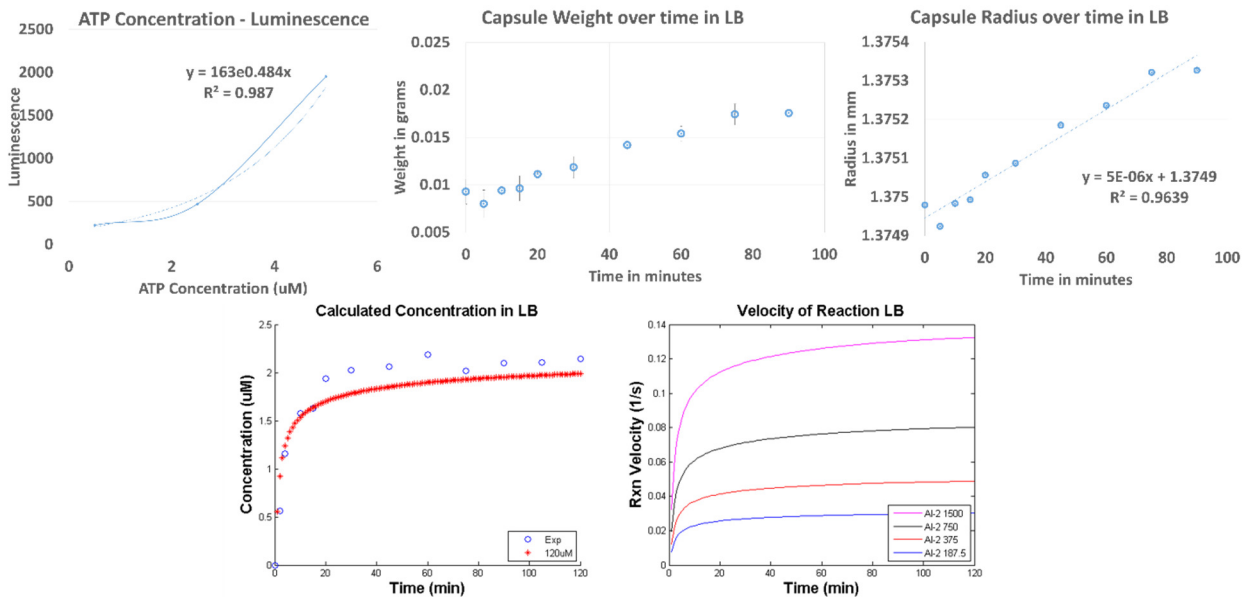 ATP Concentration - Luminescence
2500
2000
1500
1000
500
0
Luminescence
y = 163e0.484x
R² = 0.987
0 2 4 6
ATP Concentration (uM)
Capsule Weight over time in LB
0.025
0.02
0.015
0.01
0.005
Weight in grams
0 20 40 60 80 100
Time in minutes
Capsule Radius over time in LB
1.3754
1.3753
1.3752
1.3751
1.375
1.3749
Radius in mm
y = 5E-06x + 1.3749
R² = 0.9639
0 20 40 60 80 100
Time in minutes
Calculated Concentration in LB
2.5
2
1.5
1
0.5
0
Concentration (uM)
Exp
120uM
0 20 40 60 80 100 120
Time (min)
Velocity of Reaction LB
0.14
0.12
0.1
0.08
0.06
0.04
0.02
0
Rxn Velocity (1/s)
AI-2 1500
AI-2 750
AI-2 375
AI-2 187.5
0 20 40 60 80 100 120
Time (min)